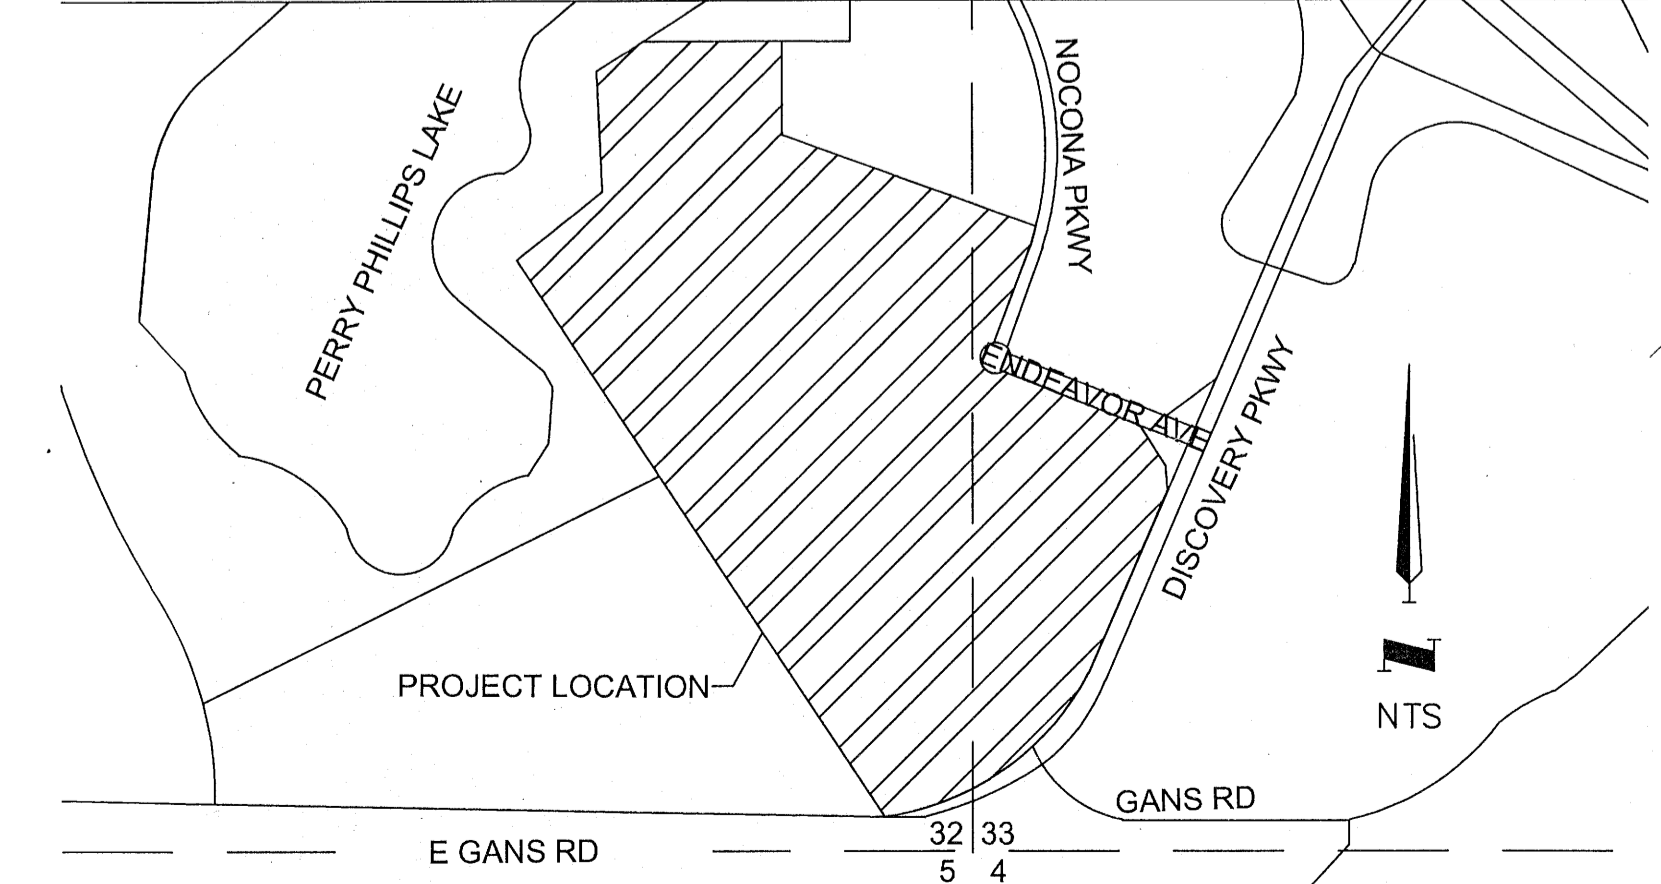 NOCONA PKWY
PERRY PHILLIPS LAKE
ENDEAVOR AVE
DISCOVERY PKWY
PROJECT LOCATION
N
NTS
GANS RD
32 33
E GANS RD
5 4